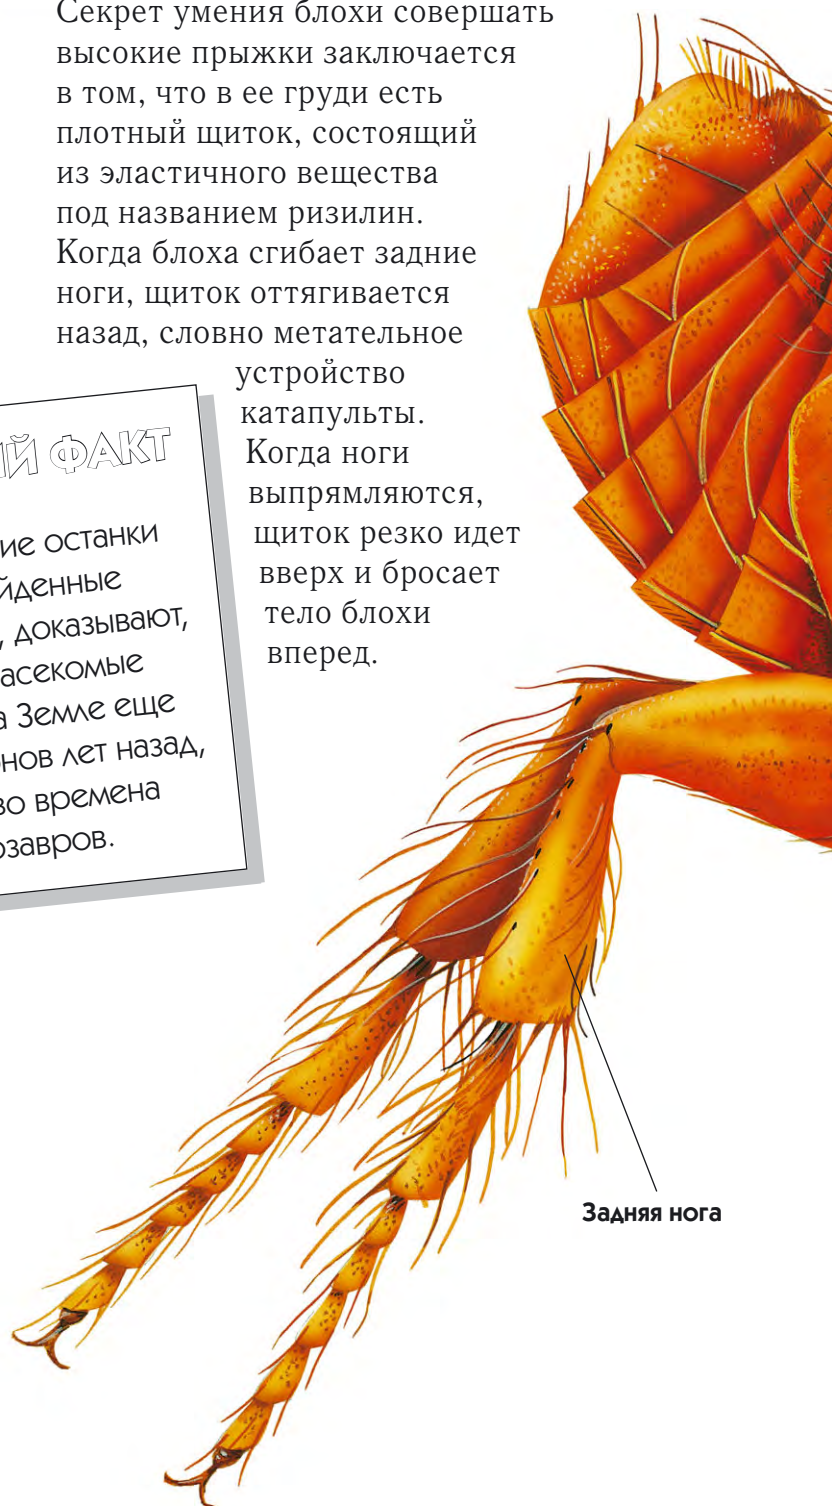 Секрет умения блохи совершать
высокие прыжки заключается
в том, что в ее груди есть
плотный щиток, состоящий
из эластичного вещества
под названием ризилин.
Когда блоха сгибает задние
ноги, щиток оттягивается
назад, словно метательное
устройство
катапульты.
Когда ноги
выпрямляются,
щиток резко идет
вверх и бросает
тело блохи
вперед.
ФАКТ
останки
доказывают,
Земле еще
лет назад,
во времена
Задняя нога